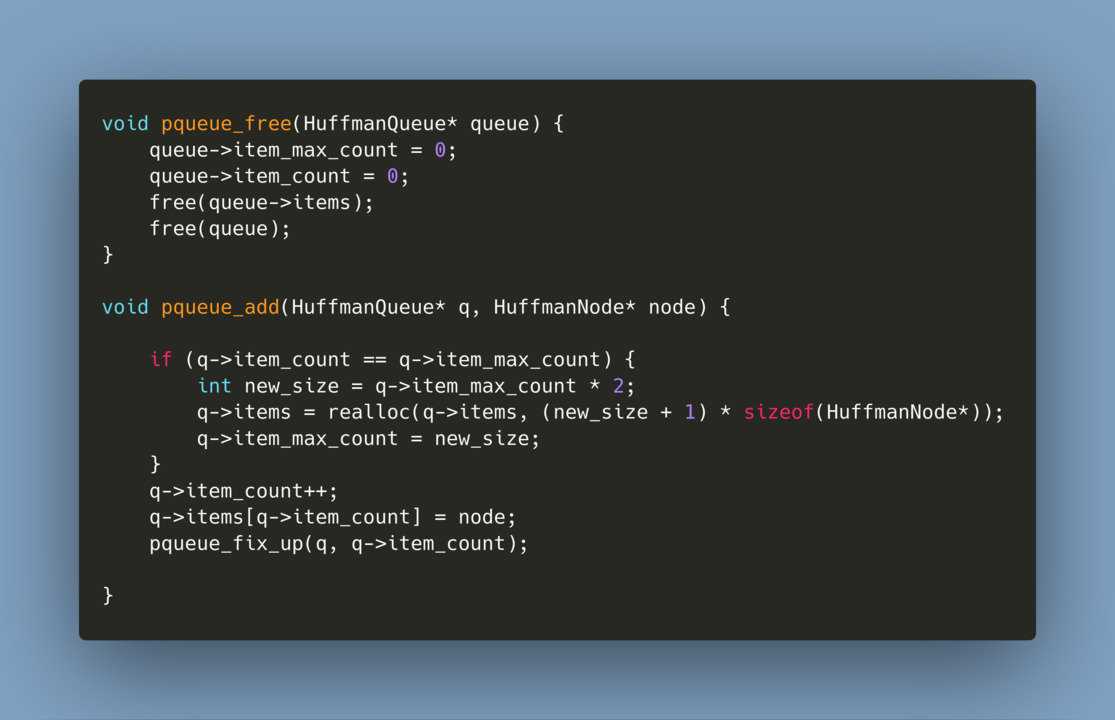 void pqueue_free(HuffmanQueue* queue) {
    queue->item_max_count = 0;
    queue->item_count = 0;
    free(queue->items);
    free(queue);
}

void pqueue_add(HuffmanQueue* q, HuffmanNode* node) {

    if (q->item_count == q->item_max_count) {
        int new_size = q->item_max_count * 2;
        q->items = realloc(q->items, (new_size + 1) * sizeof(HuffmanNode*));
        q->item_max_count = new_size;
    }
    q->item_count++;
    q->items[q->item_count] = node;
    pqueue_fix_up(q, q->item_count);

}